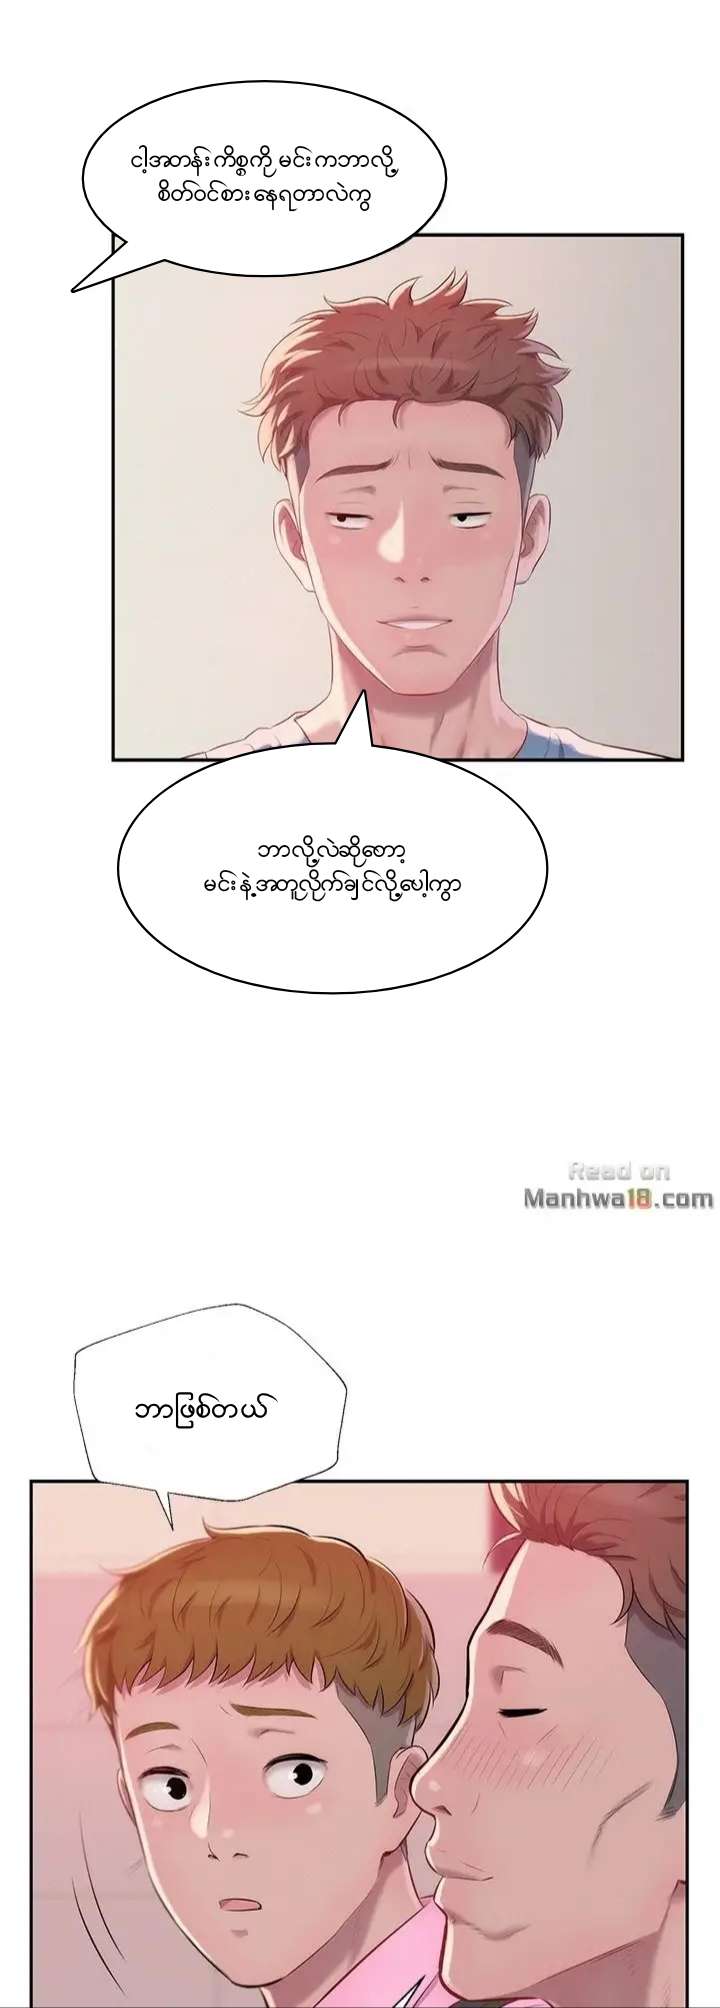 ငါ့အတန်းကိစ္စကို မင်းကဘာလို့
စိတ်ဝင်စားနေရတာလဲကွ
ဘာလို့လဲဆိုတော့
မင်းနဲ့အတူလိုက်ချင်လို့ပေါ့ကွာ
Read on
Manhwa18.com
ဘာဖြစ်တယ်